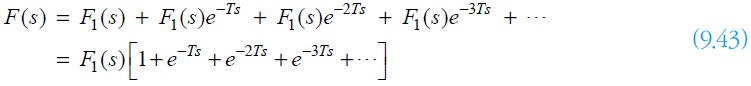 F(s) = F₁(s) + F₁(s)e^{-Ts} + F₁(s)e^{-2Ts} + F₁(s)e^{-3Ts} + ⋯
= F₁(s)[1+e^{-Ts} +e^{-2Ts} +e^{-3Ts} +⋯]
(9.43)